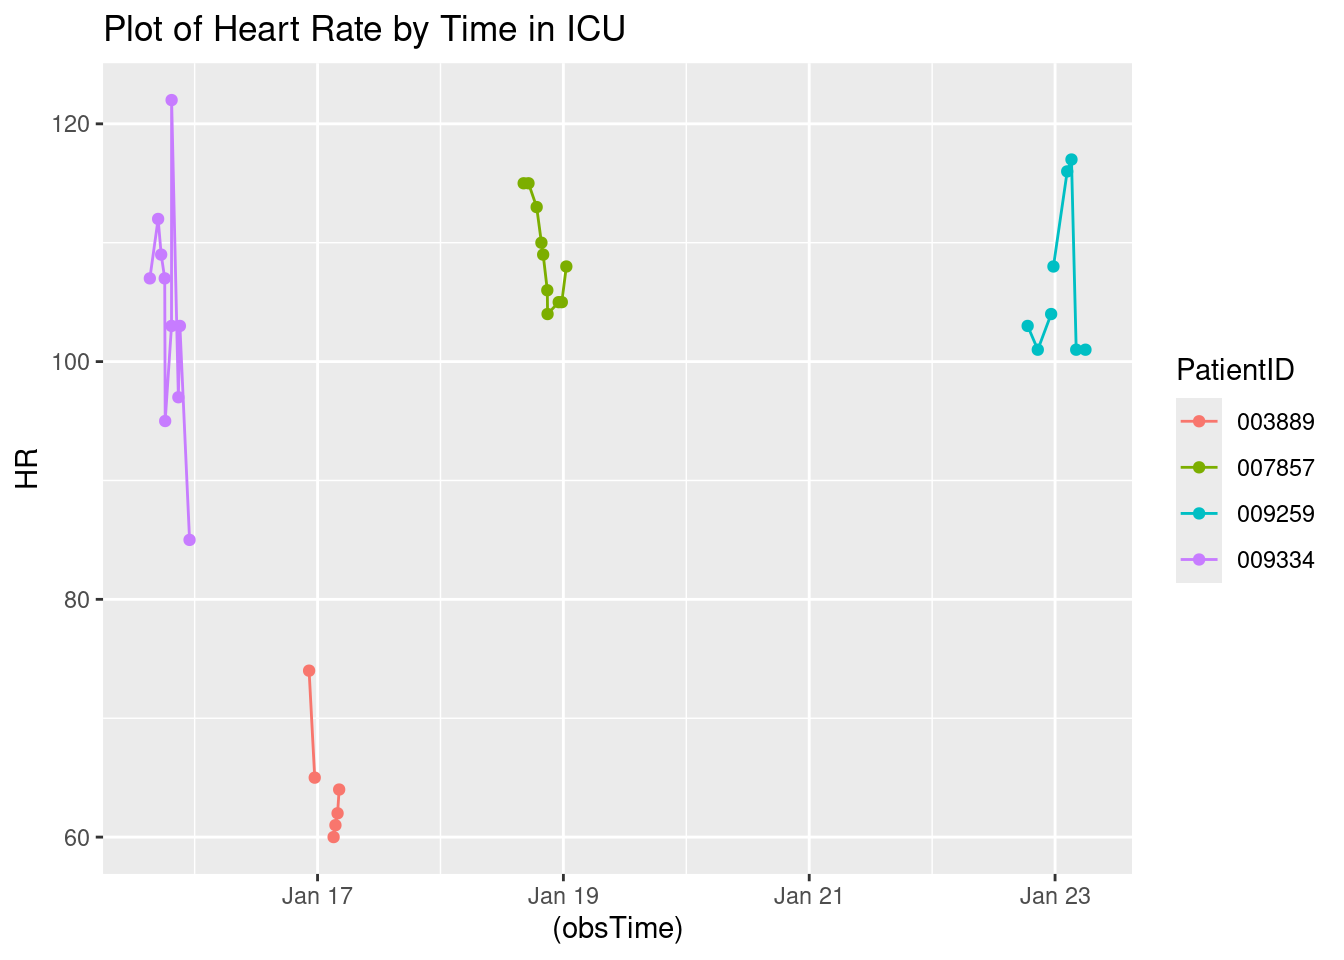 Plot of Heart Rate by Time in ICU
120
100
80
60
HR
Jan 17
Jan 19
Jan 21
Jan 23
(obsTime)
PatientID
003889
007857
009259
009334